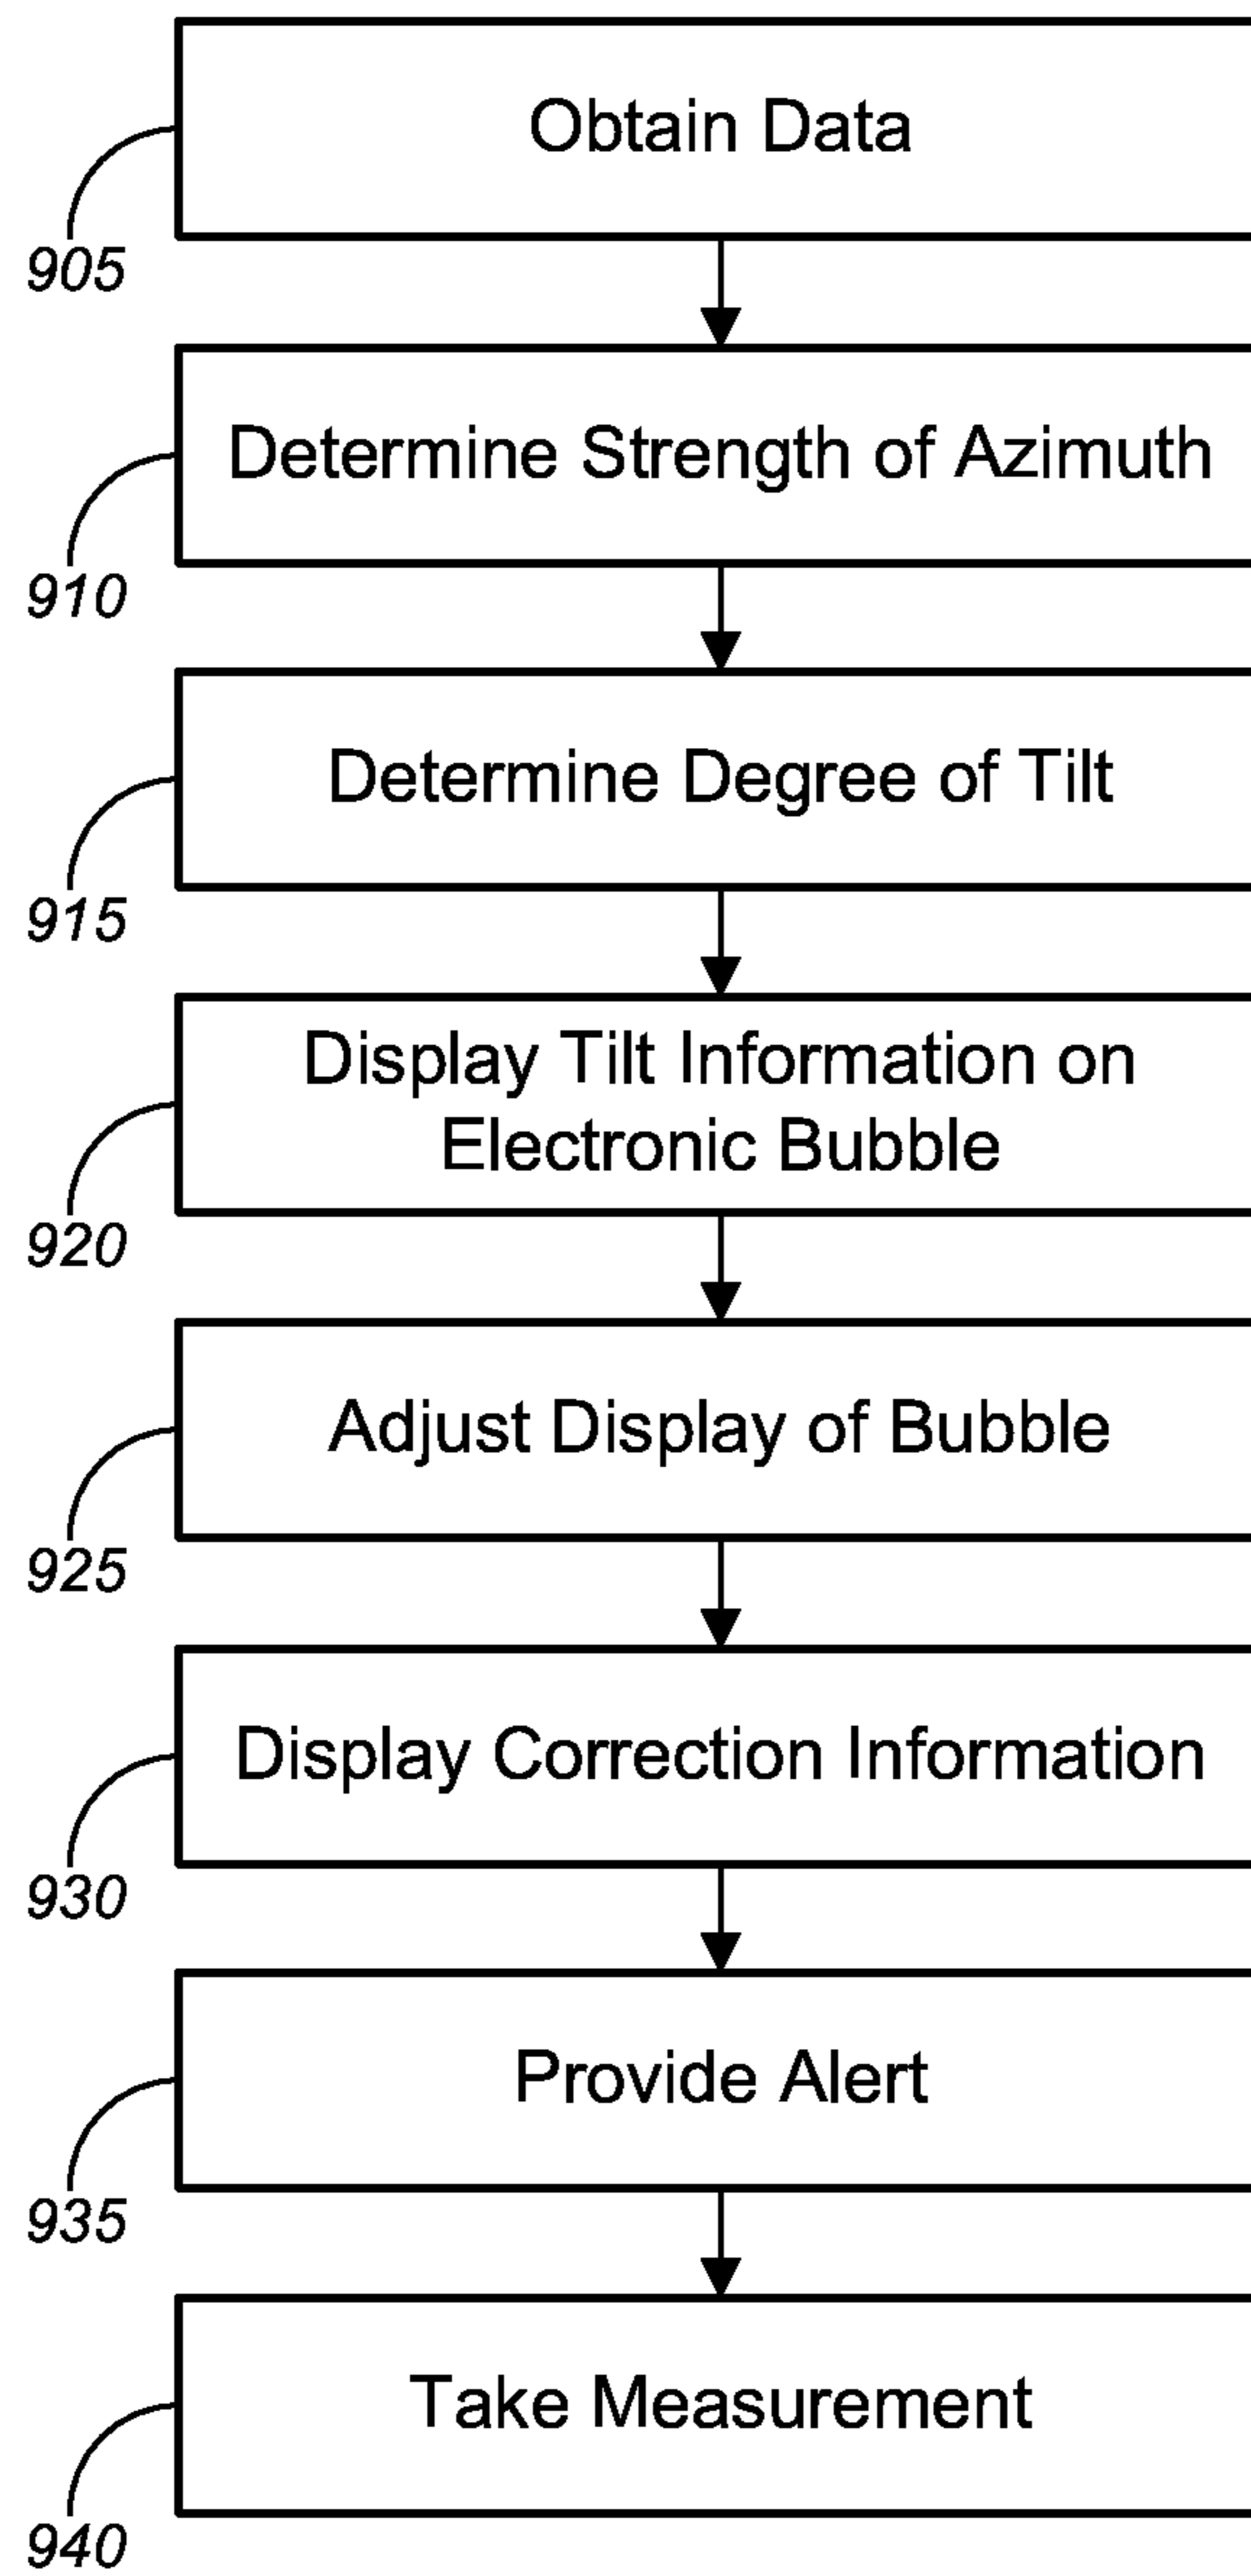 Obtain Data
905
Determine Strength of Azimuth
910
Determine Degree of Tilt
915
Display Tilt Information on
Electronic Bubble
920
Adjust Display of Bubble
925
Display Correction Information
930
Provide Alert
935
Take Measurement
940